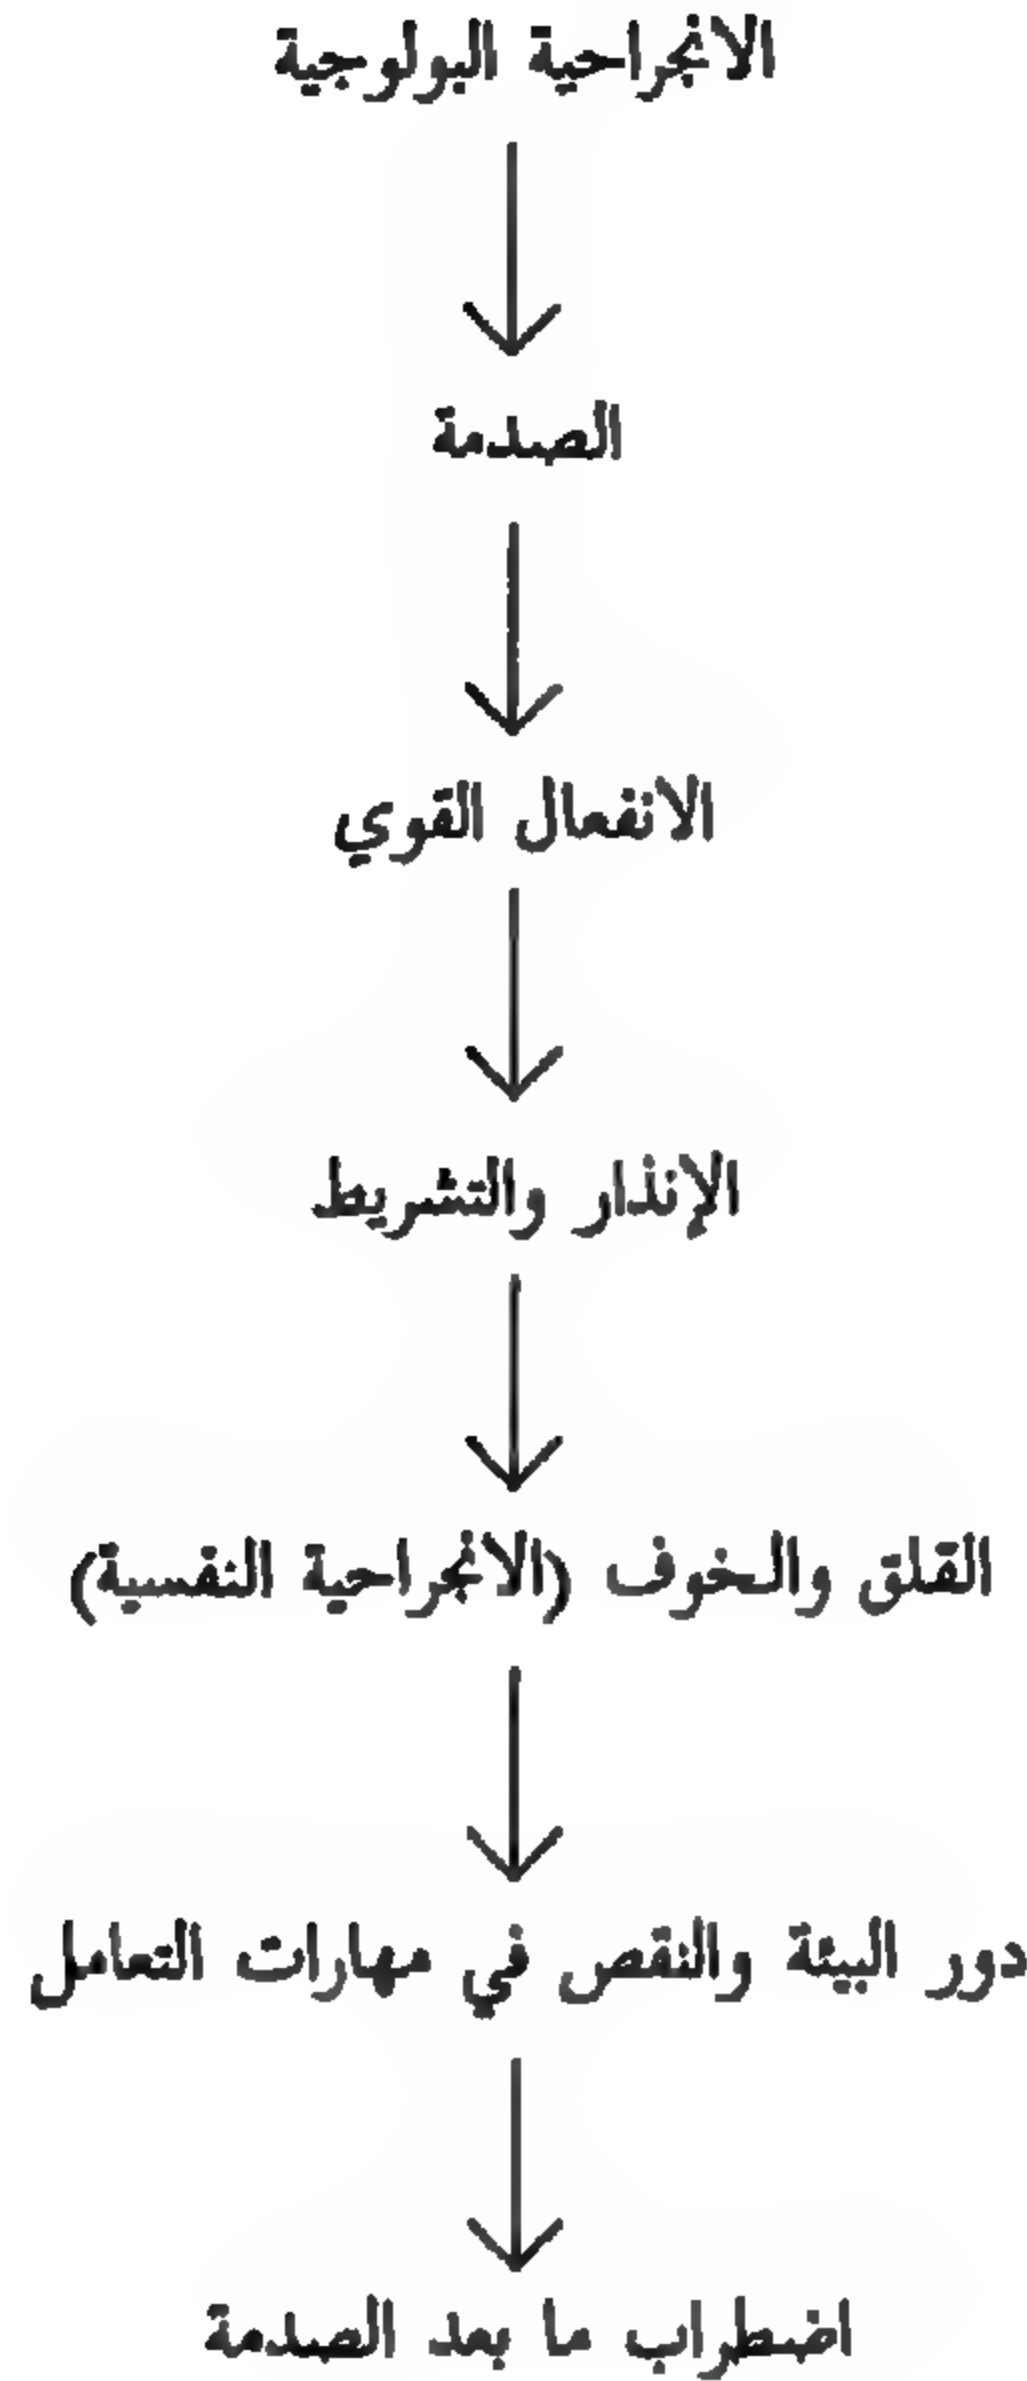 الانجراحية البولوجية
الصدمة
الانفعال القوي
الإنذار والتشريط
القلق والخوف (الانجراحية النفسية)
دور البيئة والنقص في مهارات التعامل
اضطراب ما بعد الصدمة